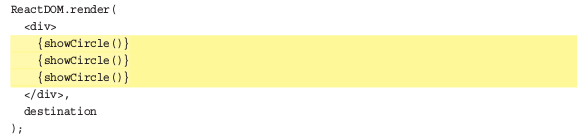 ReactDOM.render(
  <div>
    {showCircle()}
    {showCircle()}
    {showCircle()}
  </div>,
  destination
);